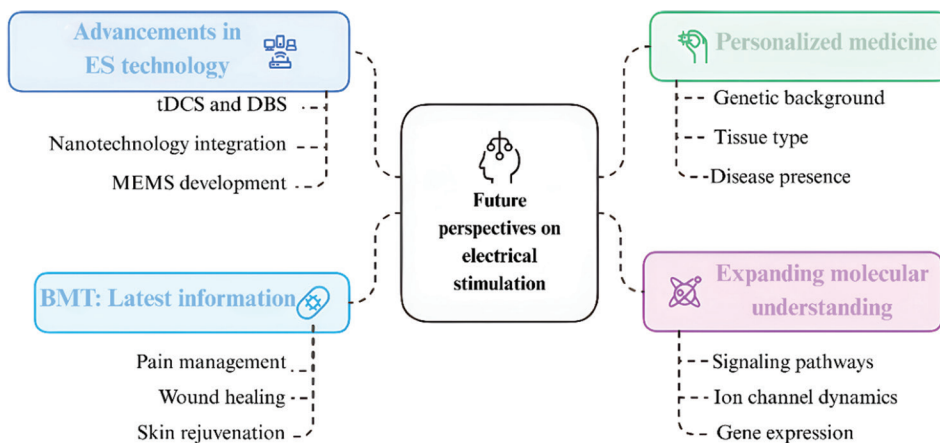 Advancements in
ES technology
tDCS and DBS
Nanotechnology integration
MEMS development
Personalized medicine
Genetic background
Tissue type
Disease presence
Future
perspectives on
electrical
stimulation
BMT: Latest information
Pain management
Wound healing
Skin rejuvenation
Expanding molecular
understanding
Signaling pathways
Ion channel dynamics
Gene expression